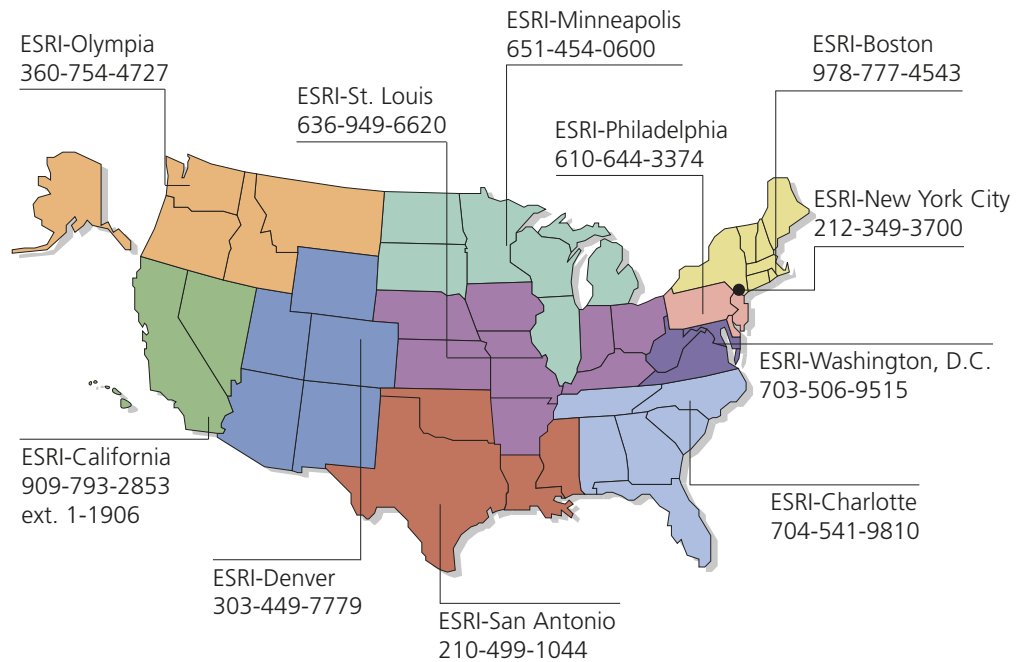 ESRI-Minneapolis
651-454-0600
ESRI-Olympia
360-754-4727
ESRI-Boston
978-777-4543
ESRI-St. Louis
636-949-6620
ESRI-Philadelphia
610-644-3374
ESRI-New York City
212-349-3700
ESRI-Washington, D.C.
703-506-9515
ESRI-California
909-793-2853
ext. 1-1906
ESRI-Charlotte
704-541-9810
ESRI-Denver
303-449-7779
ESRI-San Antonio
210-499-1044